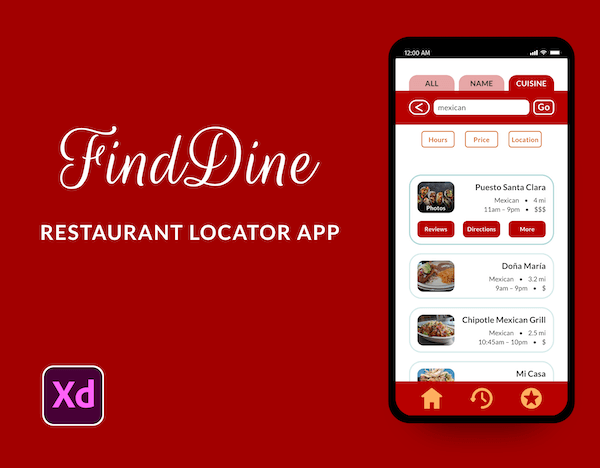 FindDine
RESTAURANT LOCATOR APP
Xd
12:00 AM
ALL NAME CUISINE
< mexican Go
Hours Price Location
Puesto Santa Clara
Mexican • 4 mi
11am – 9pm • $$$
Photos
Reviews Directions More
Doña María
Mexican • 3.2 mi
9am – 9pm • $
Chipotle Mexican Grill
Mexican • 2.5 mi
10:45am – 10pm • $
Mi Casa